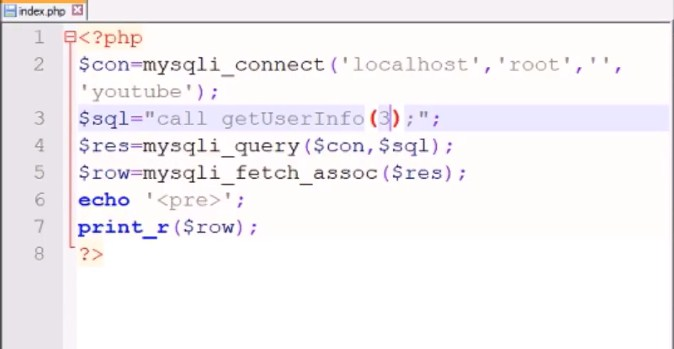 index.php
1 <?php
2 $con=mysqli_connect('localhost','root','',
'youtube');
3 $sql="call getUserInfo(3);";
4 $res=mysqli_query($con,$sql);
5 $row=mysqli_fetch_assoc($res);
6 echo '<pre>';
7 print_r($row);
8 ?>